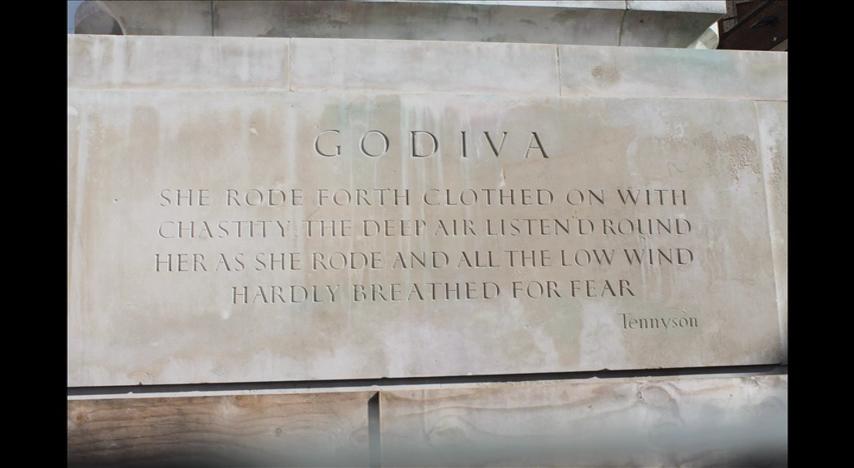 GODIVA
SHE RODE FORTH CLOTHED ON WITH
CHASTITY THE DEEP AIR LISTEN'D ROUND
HER AS SHE RODE AND ALL THE LOW WIND
HARDLY BREATHED FOR FEAR
Tennyson